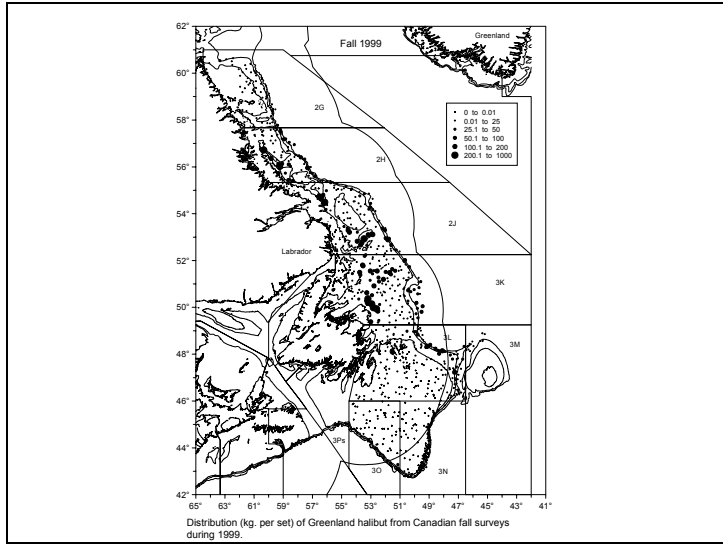 Fall 1999
Greenland
62°
60°
58°
56°
54°
52°
50°
48°
46°
44°
42°
2G
2H
2J
3K
3L
3M
3Ps
3O
3N
Labrador
0 to 0.01
0.01 to 25
25.1 to 50
50.1 to 100
100.1 to 200
200.1 to 1000
65° 63° 61° 59° 57° 55° 53° 51° 49° 47° 45° 43° 41°
Distribution (kg. per set) of Greenland halibut from Canadian fall surveys
during 1999.